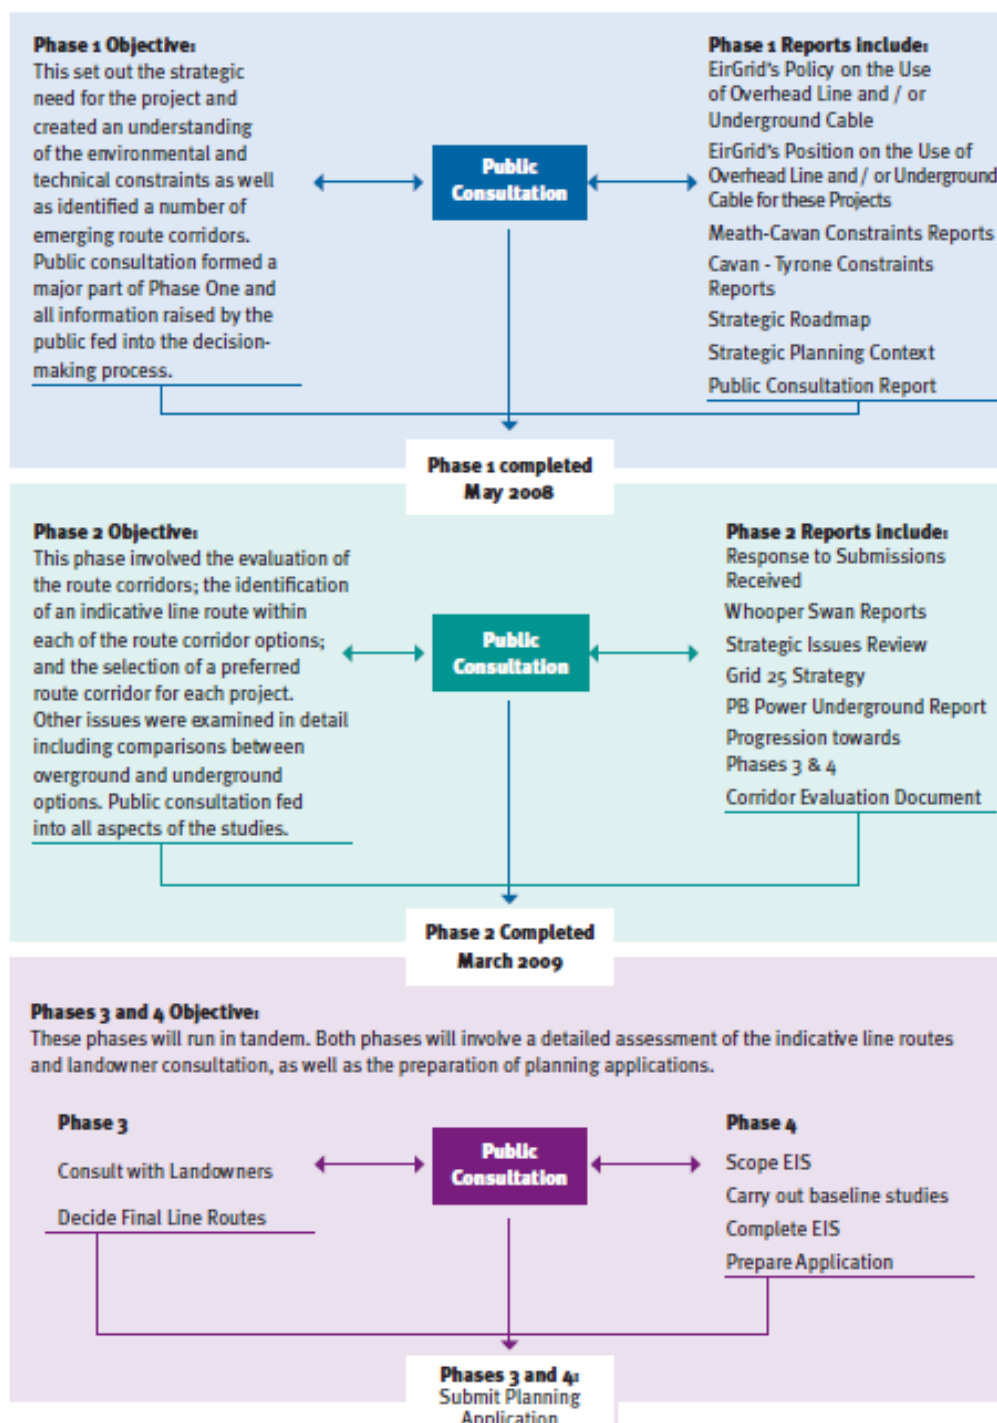 Phase 1 Objective:
This set out the strategic
need for the project and
created an understanding
of the environmental and
technical constraints as well
as identified a number of
emerging route corridors.
Public consultation formed a
major part of Phase One and
all information raised by the
public fed into the decision-
making process.
Public
Consultation
Phase 1 Reports include:
EirGrid's Policy on the Use
of Overhead Line and / or
Underground Cable
EirGrid's Position on the Use of
Overhead Line and / or Underground
Cable for these Projects
Meath-Cavan Constraints Reports
Cavan - Tyrone Constraints
Reports
Strategic Roadmap
Strategic Planning Context
Public Consultation Report
Phase 1 completed
May 2008
Phase 2 Objective:
This phase involved the evaluation of
the route corridors; the identification
of an indicative line route within
each of the route corridor options;
and the selection of a preferred
route corridor for each project.
Other issues were examined in detail
including comparisons between
overground and underground
options. Public consultation fed
into all aspects of the studies.
Public
Consultation
Phase 2 Reports include:
Response to Submissions
Received
Whooper Swan Reports
Strategic Issues Review
Grid 25 Strategy
PB Power Underground Report
Progression towards
Phases 3 & 4
Corridor Evaluation Document
Phase 2 Completed
March 2009
Phases 3 and 4 Objective:
These phases will run in tandem. Both phases will involve a detailed assessment of the indicative line routes
and landowner consultation, as well as the preparation of planning applications.
Phase 3
Consult with Landowners
Decide Final Line Routes
Public
Consultation
Phase 4
Scope EIS
Carry out baseline studies
Complete EIS
Prepare Application
Phases 3 and 4:
Submit Planning
Application